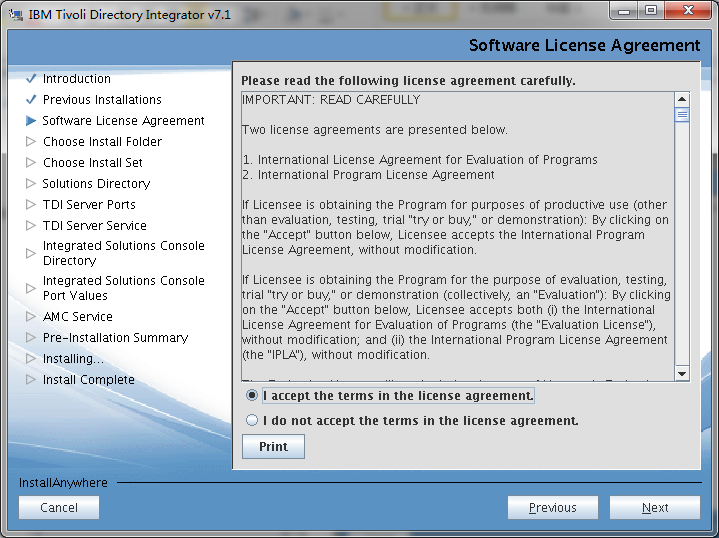 IBM Tivoli Directory Integrator v7.1
Software License Agreement
Introduction
Previous Installations
Software License Agreement
Choose Install Folder
Choose Install Set
Solutions Directory
TDI Server Ports
TDI Server Service
Integrated Solutions Console
Directory
Integrated Solutions Console
Port Values
AMC Service
Pre-Installation Summary
Installing...
Install Complete
Please read the following license agreement carefully.
IMPORTANT: READ CAREFULLY
Two license agreements are presented below.
1. International License Agreement for Evaluation of Programs
2. International Program License Agreement
If Licensee is obtaining the Program for purposes of productive use (other
than evaluation, testing, trial "try or buy," or demonstration): By clicking on
the "Accept" button below, Licensee accepts the International Program
License Agreement, without modification.
If Licensee is obtaining the Program for the purpose of evaluation, testing,
trial "try or buy," or demonstration (collectively, an "Evaluation"): By clicking
on the "Accept" button below, Licensee accepts both (i) the International
License Agreement for Evaluation of Programs (the "Evaluation License"),
without modification; and (ii) the International Program License Agreement
(the "IPLA"), without modification.
I accept the terms in the license agreement.
I do not accept the terms in the license agreement.
Print
InstallAnywhere
Cancel
Previous
Next